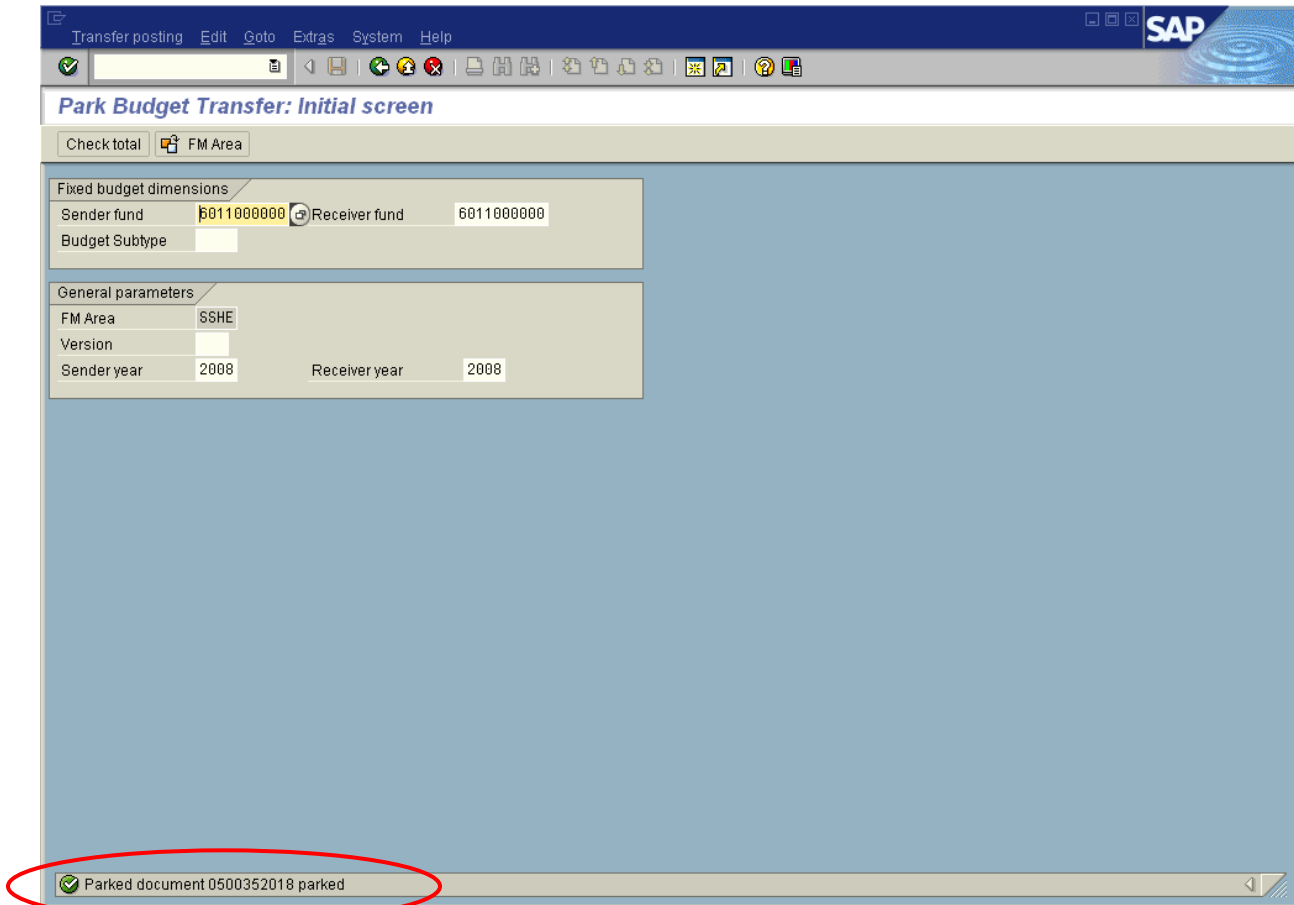 Transfer posting Edit Goto Extras System Help
SAP
Park Budget Transfer: Initial screen
Check total FM Area
Fixed budget dimensions
Sender fund 6011000000 Receiver fund 6011000000
Budget Subtype
General parameters
FM Area SSHE
Version
Sender year 2008 Receiver year 2008
Parked document 0500352018 parked